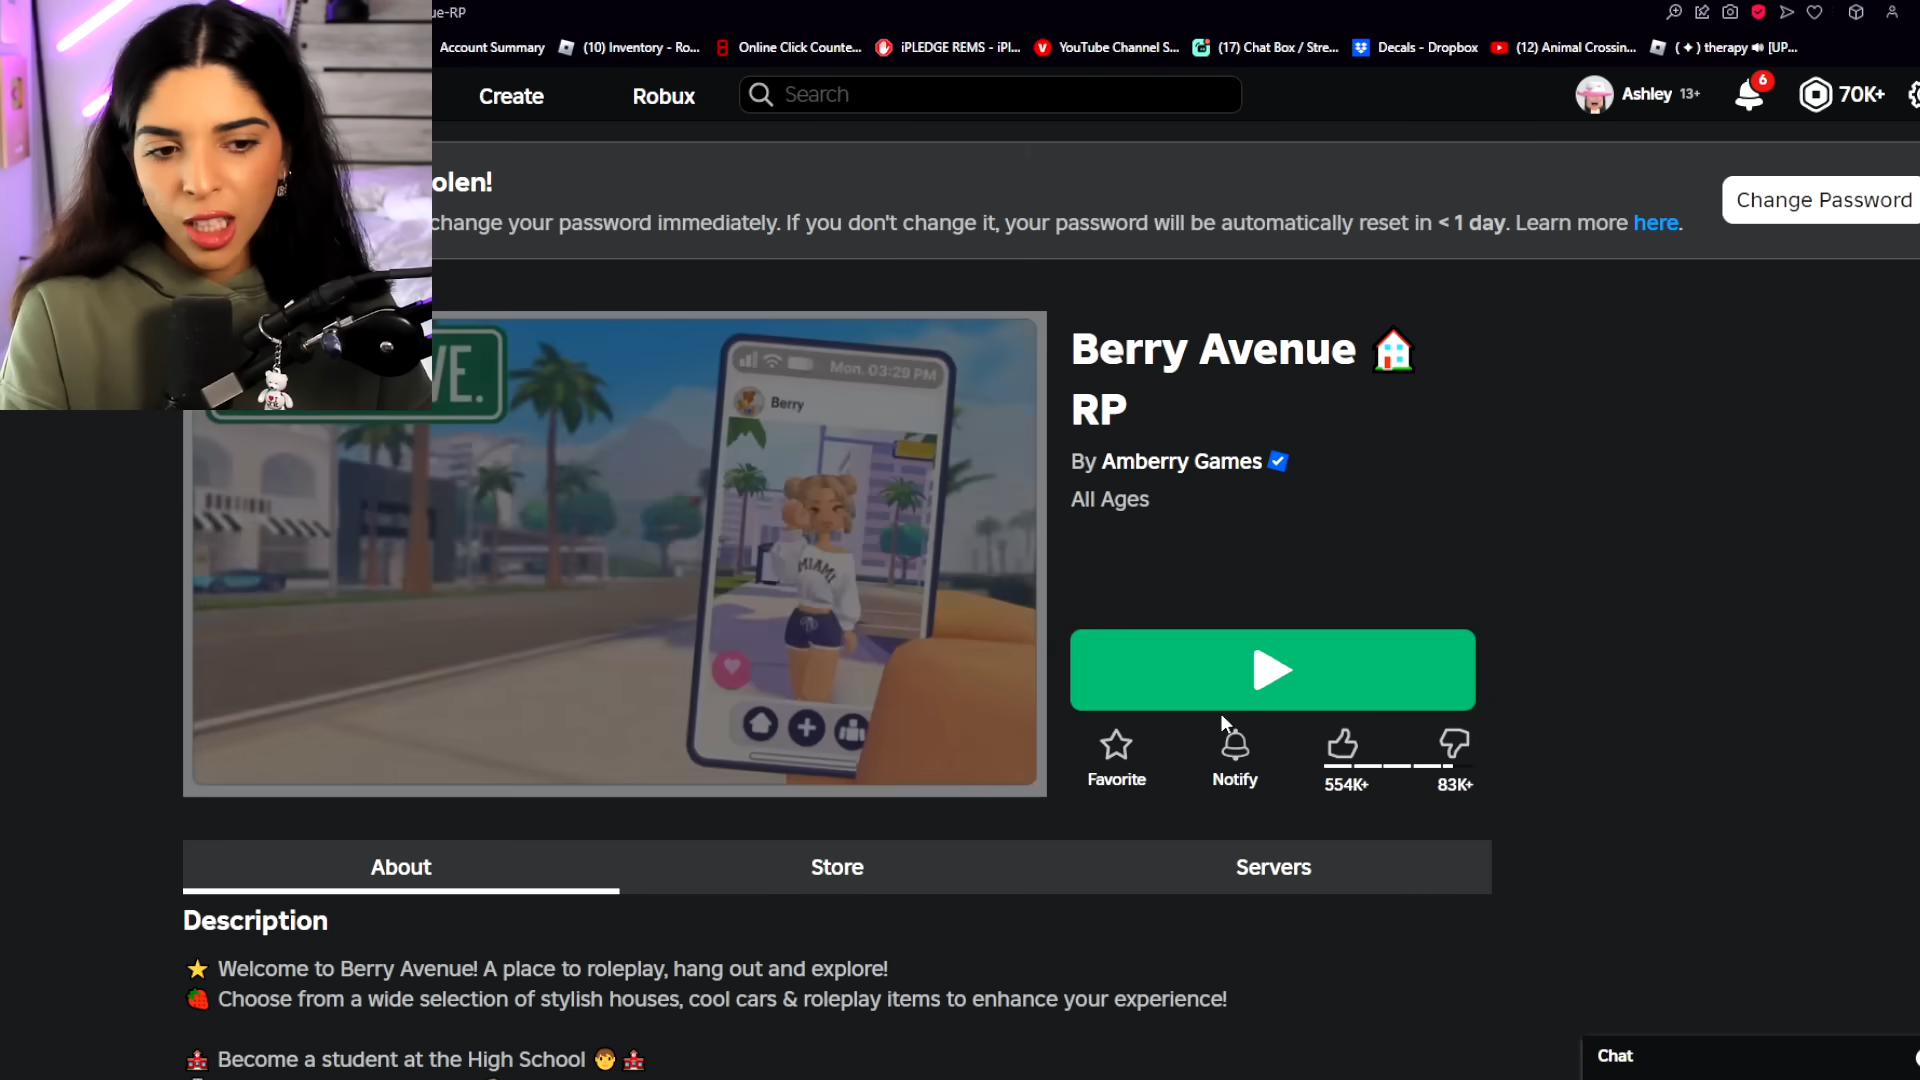 ue-RP
Account Summary (10) Inventory - Ro... Online Click Counte... iPLEDGE REMS - iPl... YouTube Channel S... (17) Chat Box / Stre... Decals - Dropbox (12) Animal Crossin... ( ✦ ) therapy 🔊 [UP...
Create Robux Search Ashley 13+ 6 70K+
olen!
change your password immediately. If you don't change it, your password will be automatically reset in < 1 day. Learn more here.
Change Password
VE.
Mon. 03:29 PM
Berry
MIAMI
Berry Avenue 🏠
RP
By Amberry Games
All Ages
Favorite Notify 554K+ 83K+
About Store Servers
Description
⭐ Welcome to Berry Avenue! A place to roleplay, hang out and explore!
🍓 Choose from a wide selection of stylish houses, cool cars & roleplay items to enhance your experience!
🏫 Become a student at the High School 🧑 🏫
Chat